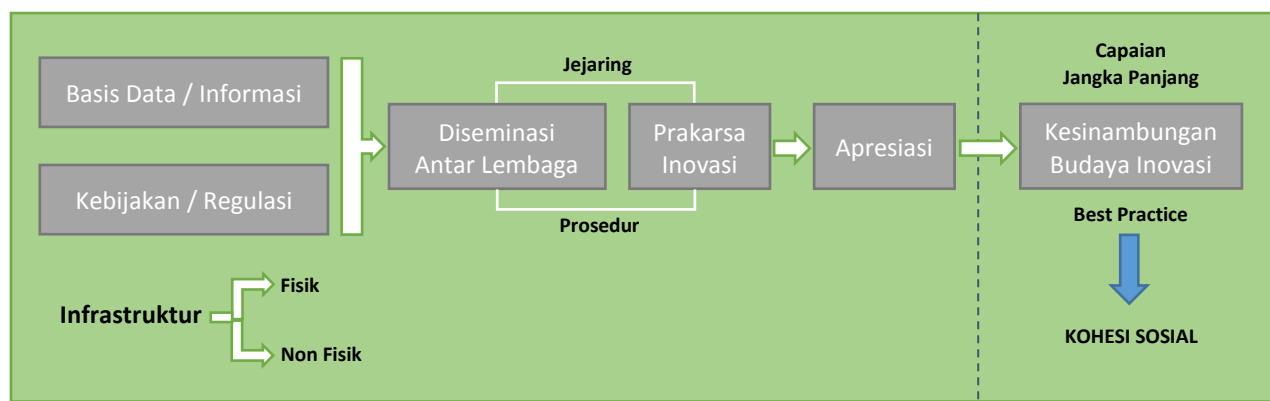 Basis Data / Informasi
Kebijakan / Regulasi
Infrastruktur
Fisik
Non Fisik
Jejaring
Diseminasi
Antar Lembaga
Prakarsa
Inovasi
Prosedur
Apresiasi
Capaian
Jangka Panjang
Kesinambungan
Budaya Inovasi
Best Practice
KOHESI SOSIAL